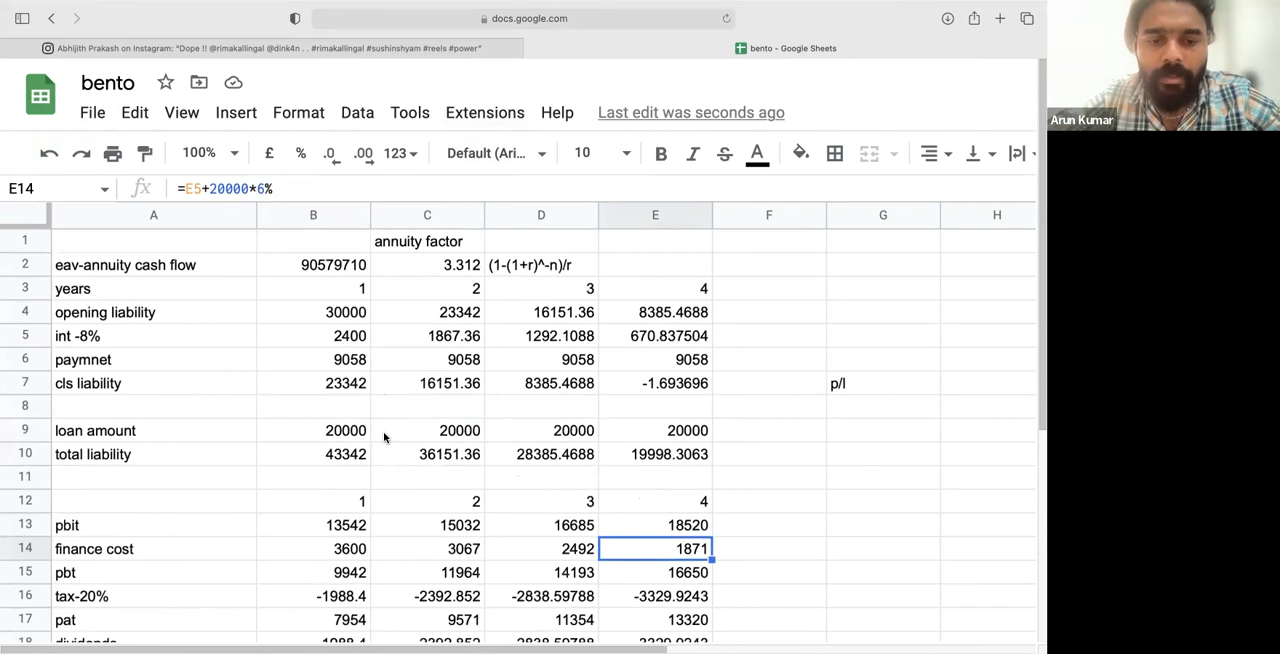 docs.google.com
Abhijith Prakash on Instagram: "Dope !! @rimakallingal @dink4n . . #rimakallingal #sushinshyam #reels #power"
bento - Google Sheets
bento
File Edit View Insert Format Data Tools Extensions Help Last edit was seconds ago
100% £ % .0 .00 123 Default (Ari... 10 B I S A
E14 fx =E5+20000*6%
A B C D E F G H
1 annuity factor
2 eav-annuity cash flow 90579710 3.312 (1-(1+r)^-n)/r
3 years 1 2 3 4
4 opening liability 30000 23342 16151.36 8385.4688
5 int -8% 2400 1867.36 1292.1088 670.837504
6 paymnet 9058 9058 9058 9058
7 cls liability 23342 16151.36 8385.4688 -1.693696 p/l
8
9 loan amount 20000 20000 20000 20000
10 total liability 43342 36151.36 28385.4688 19998.3063
11
12 1 2 3 4
13 pbit 13542 15032 16685 18520
14 finance cost 3600 3067 2492 1871
15 pbt 9942 11964 14193 16650
16 tax-20% -1988.4 -2392.852 -2838.59788 -3329.9243
17 pat 7954 9571 11354 13320
Arun Kumar